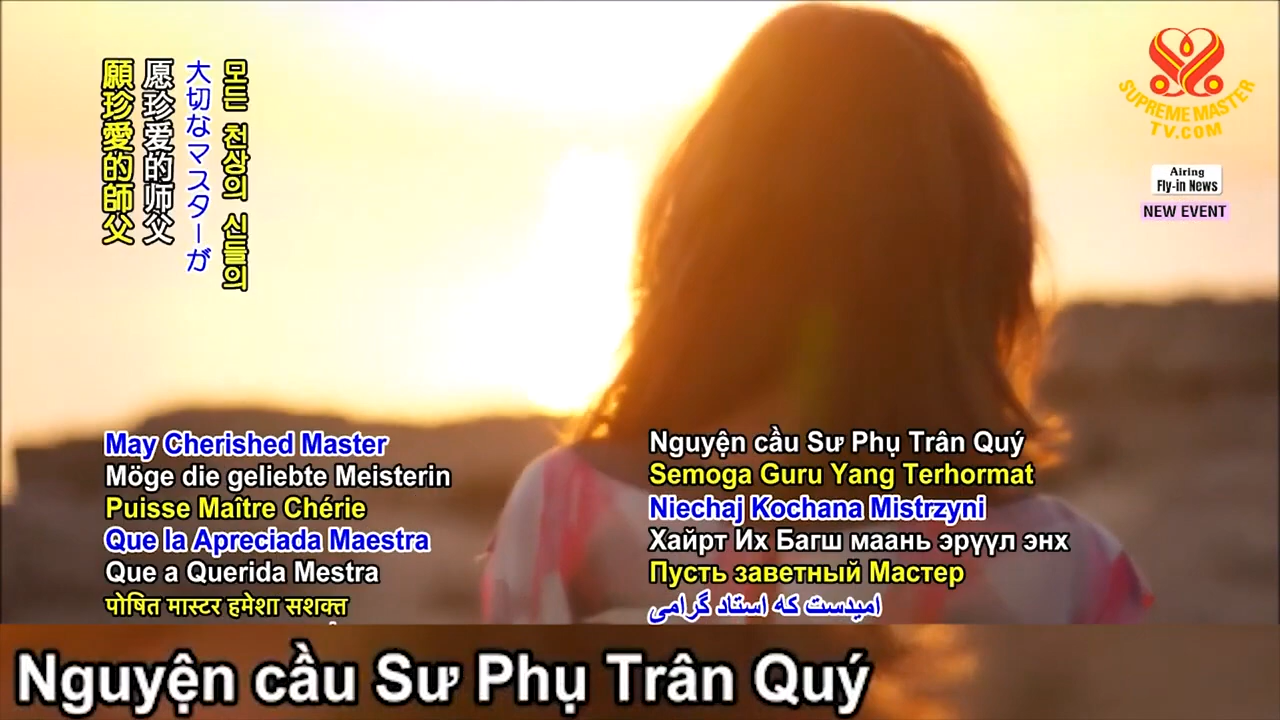 願珍愛的師父
愿珍爱的师父
大切なマスターが
모든 천상의 신들의
SUPREME MASTER
TV.COM
Airing
Fly-in News
NEW EVENT
May Cherished Master
Möge die geliebte Meisterin
Puisse Maître Chérie
Que la Apreciada Maestra
Que a Querida Mestra
पोषित मास्टर हमेशा सशक्त
Nguyện cầu Sư Phụ Trân Quý
Semoga Guru Yang Terhormat
Niechaj Kochana Mistrzyni
Хайрт Их Багш маань эрүүл энх
Пусть заветный Мастер
امیدست که استاد گرامی
Nguyện cầu Sư Phụ Trân Quý